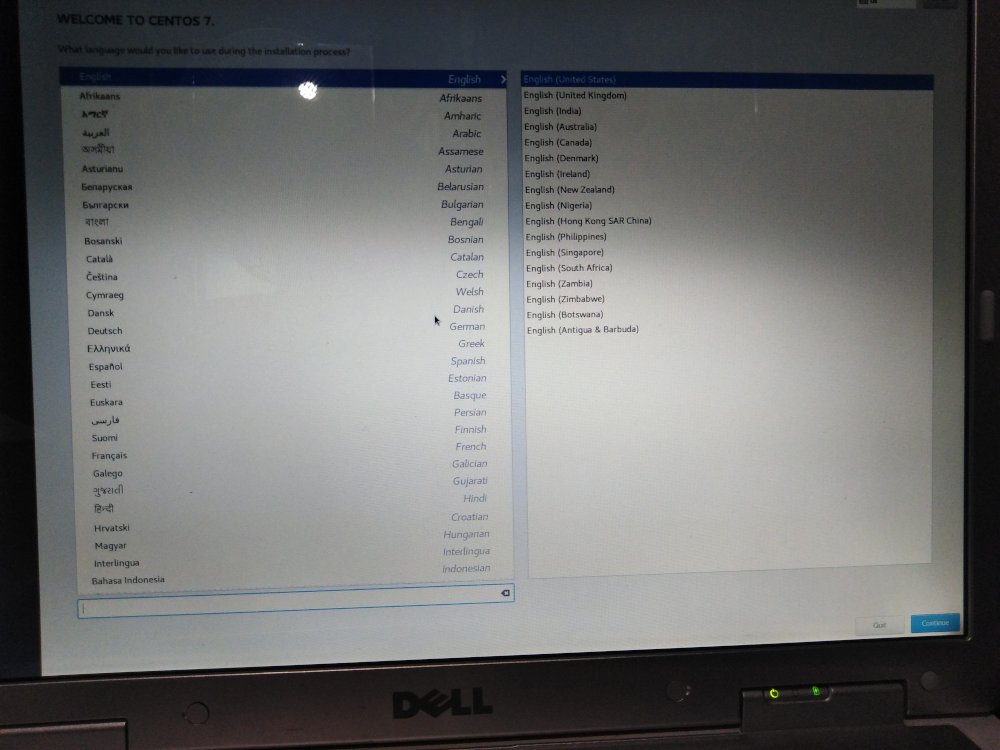 WELCOME TO CENTOS 7.
What language would you like to use during the installation process?
English English
Afrikaans Afrikaans
አማርኛ Amharic
العربية Arabic
অসমীয়া Assamese
Asturianu Asturian
Беларуская Belarusian
Български Bulgarian
বাংলা Bengali
Bosanski Bosnian
Català Catalan
Čeština Czech
Cymraeg Welsh
Dansk Danish
Deutsch German
Ελληνικά Greek
Español Spanish
Eesti Estonian
Euskara Basque
فارسی Persian
Suomi Finnish
Français French
Galego Galician
ગુજરાતી Gujarati
हिन्दी Hindi
Hrvatski Croatian
Magyar Hungarian
Interlingua Interlingua
Bahasa Indonesia Indonesian
English (United States)
English (United Kingdom)
English (India)
English (Australia)
English (Canada)
English (Denmark)
English (Ireland)
English (New Zealand)
English (Nigeria)
English (Hong Kong SAR China)
English (Philippines)
English (Singapore)
English (South Africa)
English (Zambia)
English (Zimbabwe)
English (Botswana)
English (Antigua & Barbuda)
Quit
Continue
DELL